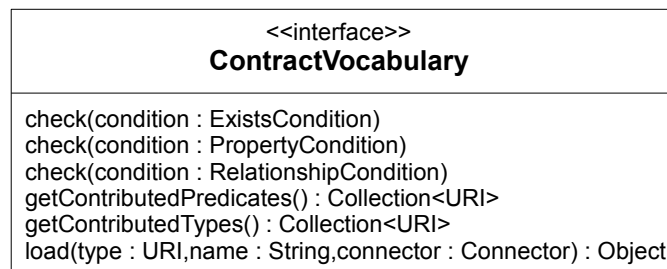 <<interface>>
ContractVocabulary
check(condition : ExistsCondition)
check(condition : PropertyCondition)
check(condition : RelationshipCondition)
getContributedPredicates() : Collection<URI>
getContributedTypes() : Collection<URI>
load(type : URI,name : String,connector : Connector) : Object